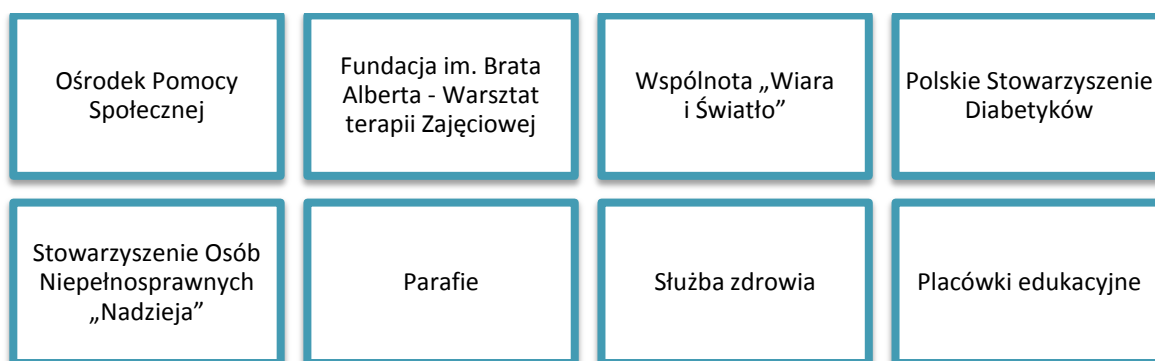 Ośrodek Pomocy
Społecznej
Fundacja im. Brata
Alberta - Warsztat
terapii Zajęciowej
Wspólnota „Wiara
i Światło”
Polskie Stowarzyszenie
Diabetyków
Stowarzyszenie Osób
Niepełnosprawnych
„Nadzieja”
Parafie
Służba zdrowia
Placówki edukacyjne